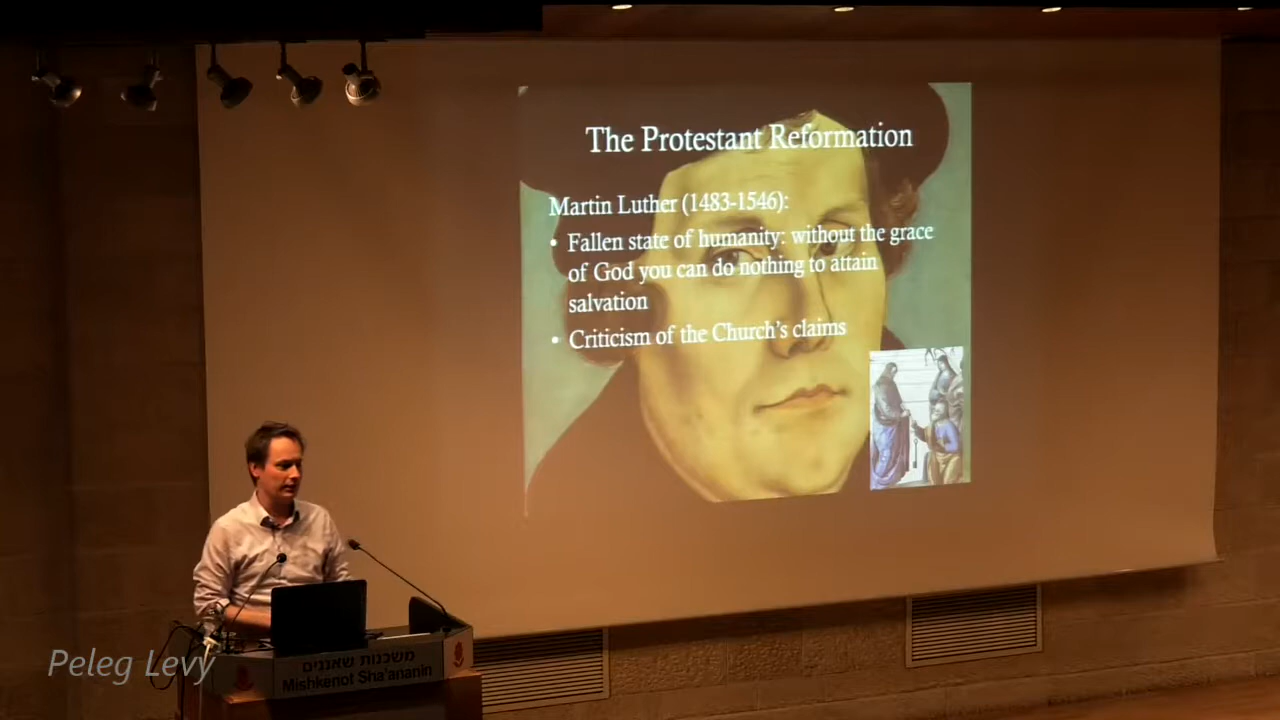 The Protestant Reformation
Martin Luther (1483-1546):
• Fallen state of humanity: without the grace
of God you can do nothing to attain
salvation
• Criticism of the Church's claims
משכנות שאננים
Mishkenot Sha'ananin
Peleg Levy